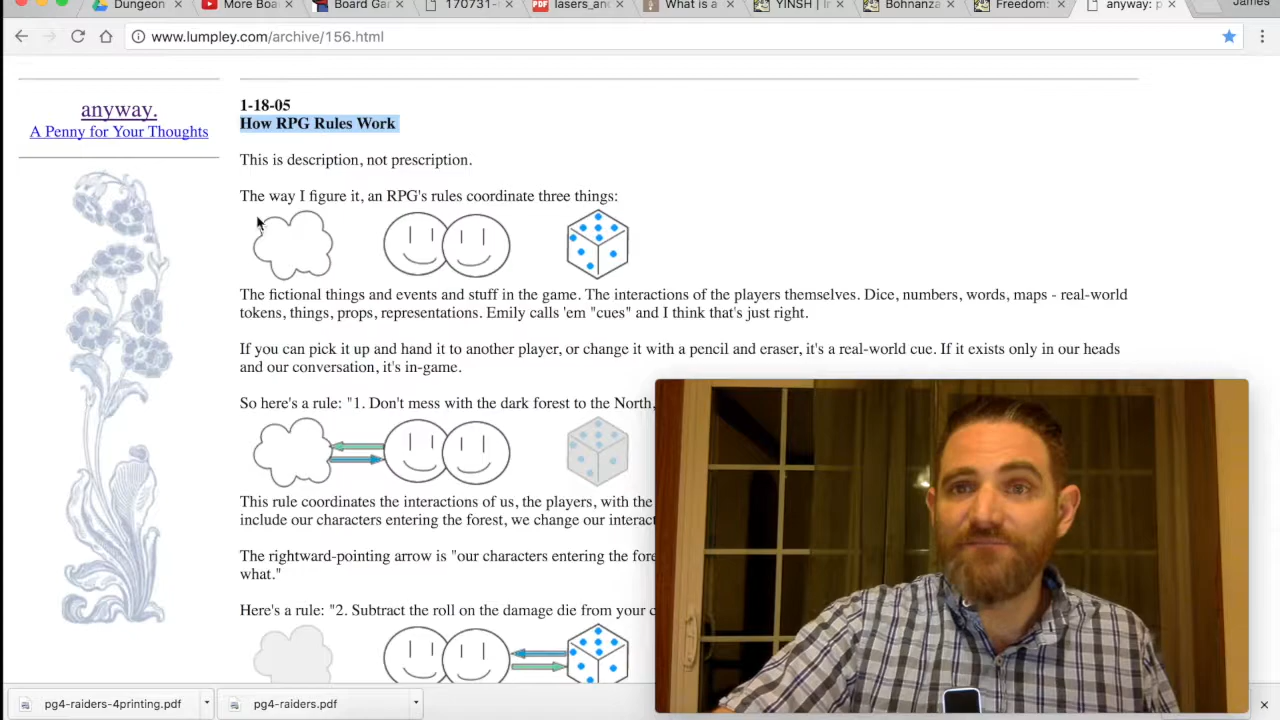 Dungeon
More Boa
Board Gar
170731-
lasers_an
What is a
YINSH | I
Bohnanza
Freedom:
anyway: p
James
www.lumpley.com/archive/156.html
anyway.
A Penny for Your Thoughts
1-18-05
How RPG Rules Work
This is description, not prescription.
The way I figure it, an RPG's rules coordinate three things:
The fictional things and events and stuff in the game. The interactions of the players themselves. Dice, numbers, words, maps - real-world
tokens, things, props, representations. Emily calls 'em "cues" and I think that's just right.
If you can pick it up and hand it to another player, or change it with a pencil and eraser, it's a real-world cue. If it exists only in our heads
and our conversation, it's in-game.
So here's a rule: "1. Don't mess with the dark forest to the North,
This rule coordinates the interactions of us, the players, with the
include our characters entering the forest, we change our interact
The rightward-pointing arrow is "our characters entering the fore
what."
Here's a rule: "2. Subtract the roll on the damage die from your c
pg4-raiders-4printing.pdf
pg4-raiders.pdf